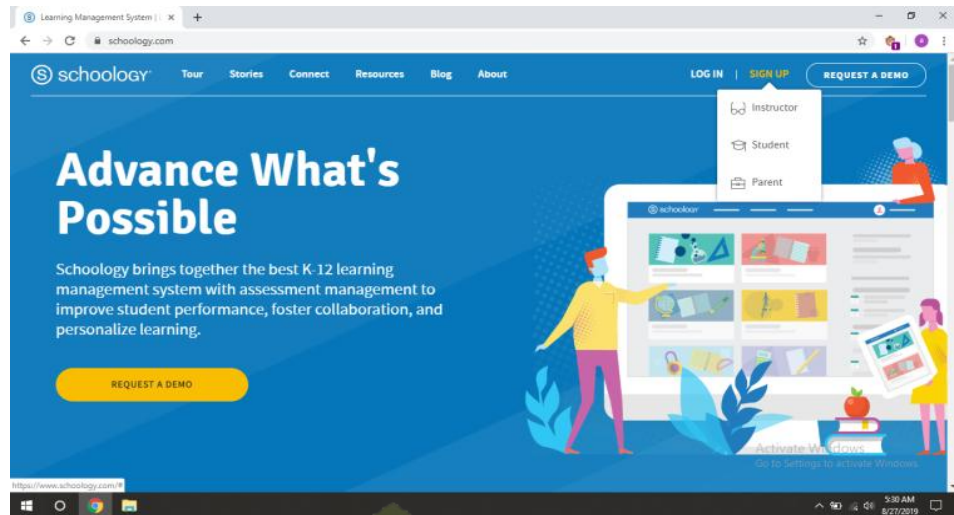 Learning Management System | L
schoology.com
schoology
Tour Stories Connect Resources Blog About
LOG IN | SIGN UP REQUEST A DEMO
Instructor
Student
Parent
Advance What's
Possible
Schoology brings together the best K-12 learning
management system with assessment management to
improve student performance, foster collaboration, and
personalize learning.
REQUEST A DEMO
schoology
Activate Windows
Go to Settings to activate Windows.
https://www.schoology.com/#
5:30 AM
8/27/2019